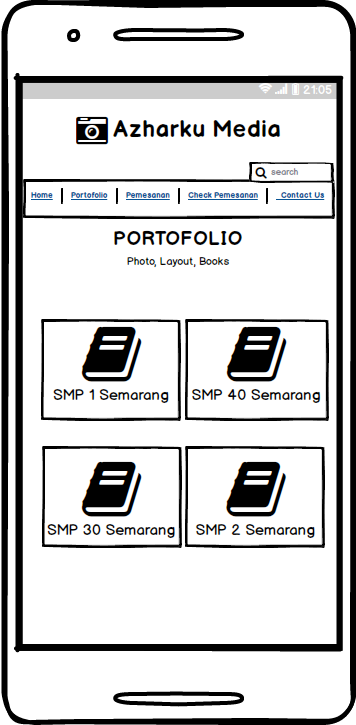 21:05
Azharku Media
search
Home Portofolio Pemesanan Check Pemesanan Contact Us
PORTOFOLIO
Photo, Layout, Books
SMP 1 Semarang SMP 40 Semarang
SMP 30 Semarang SMP 2 Semarang